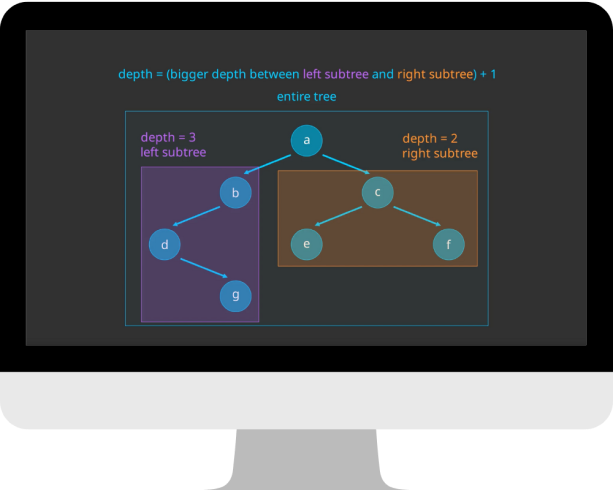 depth = (bigger depth between left subtree and right subtree) + 1
entire tree
depth = 3
left subtree
depth = 2
right subtree
a
b
c
d
e
f
g